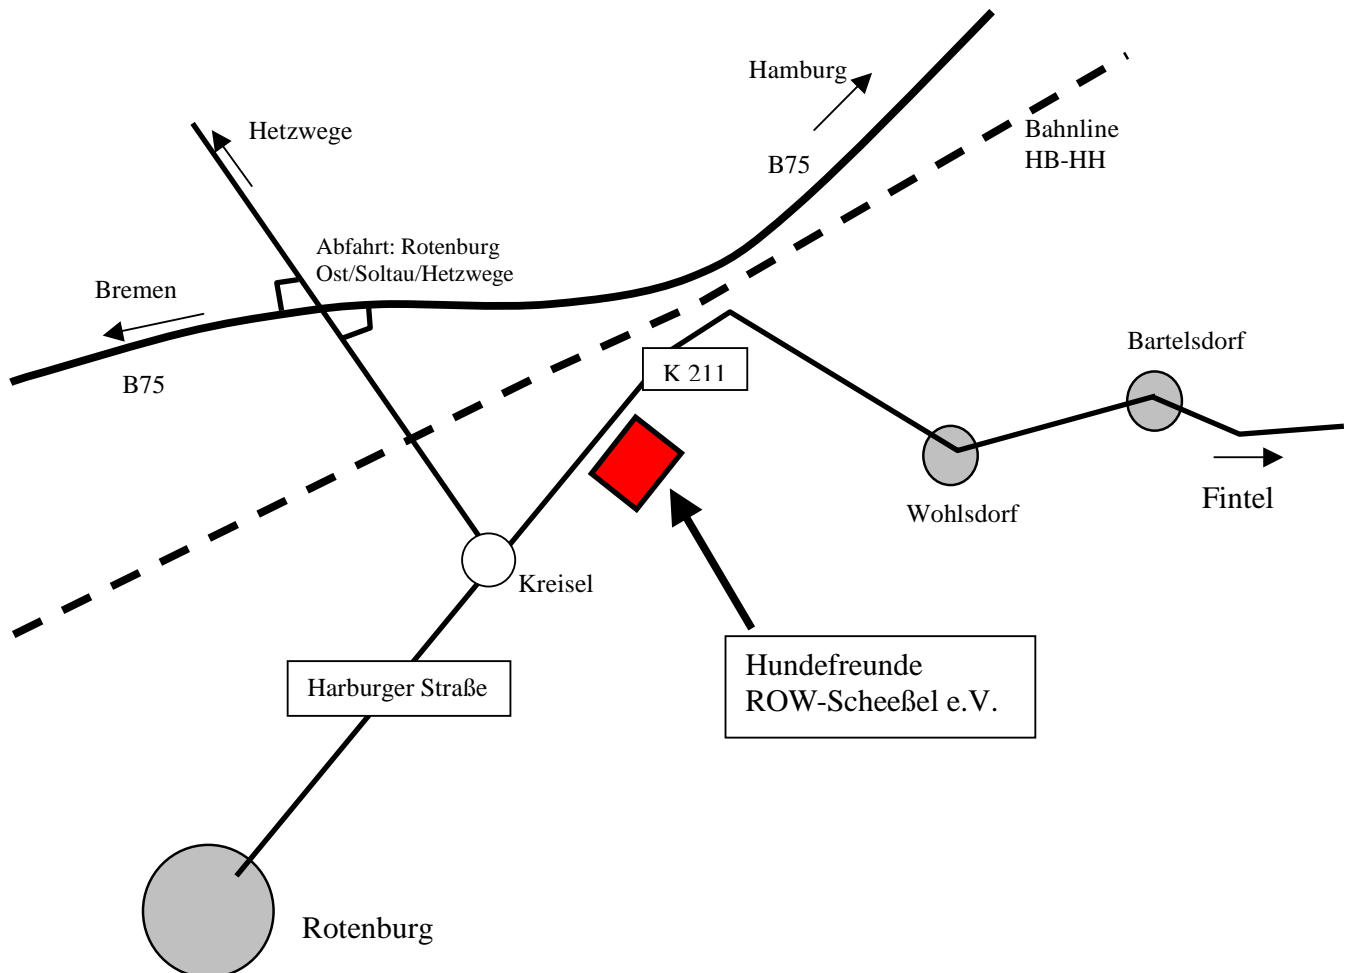 Hamburg
Hetzwege
Bahnline
HB-HH
B75
Abfahrt: Rotenburg
Ost/Soltau/Hetzwege
Bremen
B75
K 211
Bartelsdorf
Wohlsdorf
Fintel
Kreisel
Harburger Straße
Hundefreunde
ROW-Scheeßel e.V.
Rotenburg